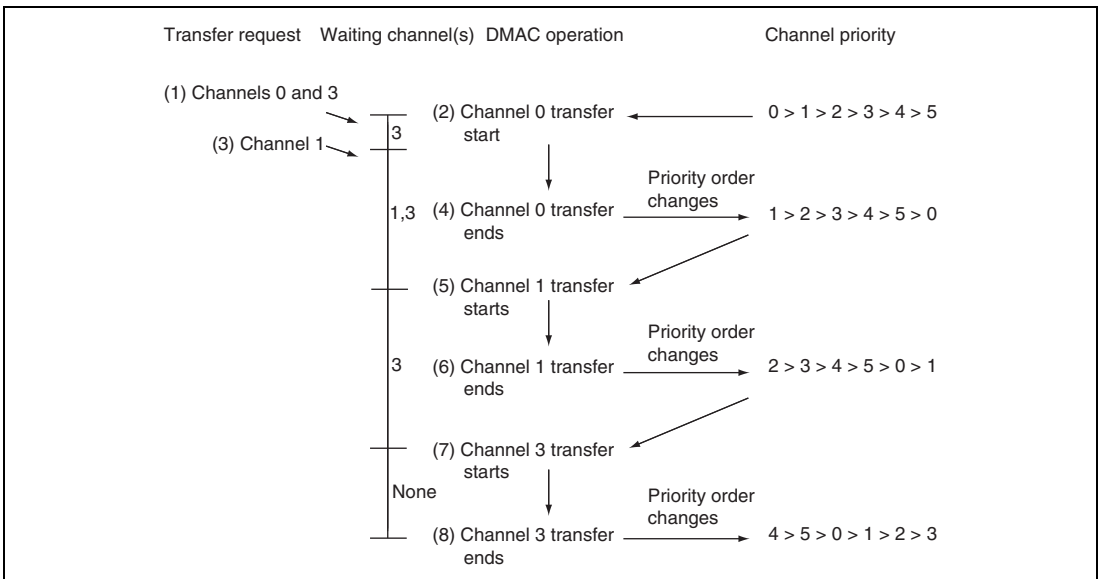 Transfer request Waiting channel(s) DMAC operation Channel priority
(1) Channels 0 and 3
(2) Channel 0 transfer
start
0 > 1 > 2 > 3 > 4 > 5
3
(3) Channel 1
Priority order
changes
1,3
(4) Channel 0 transfer
ends
1 > 2 > 3 > 4 > 5 > 0
(5) Channel 1 transfer
starts
Priority order
changes
3
(6) Channel 1 transfer
ends
2 > 3 > 4 > 5 > 0 > 1
(7) Channel 3 transfer
starts
None
Priority order
changes
(8) Channel 3 transfer
ends
4 > 5 > 0 > 1 > 2 > 3